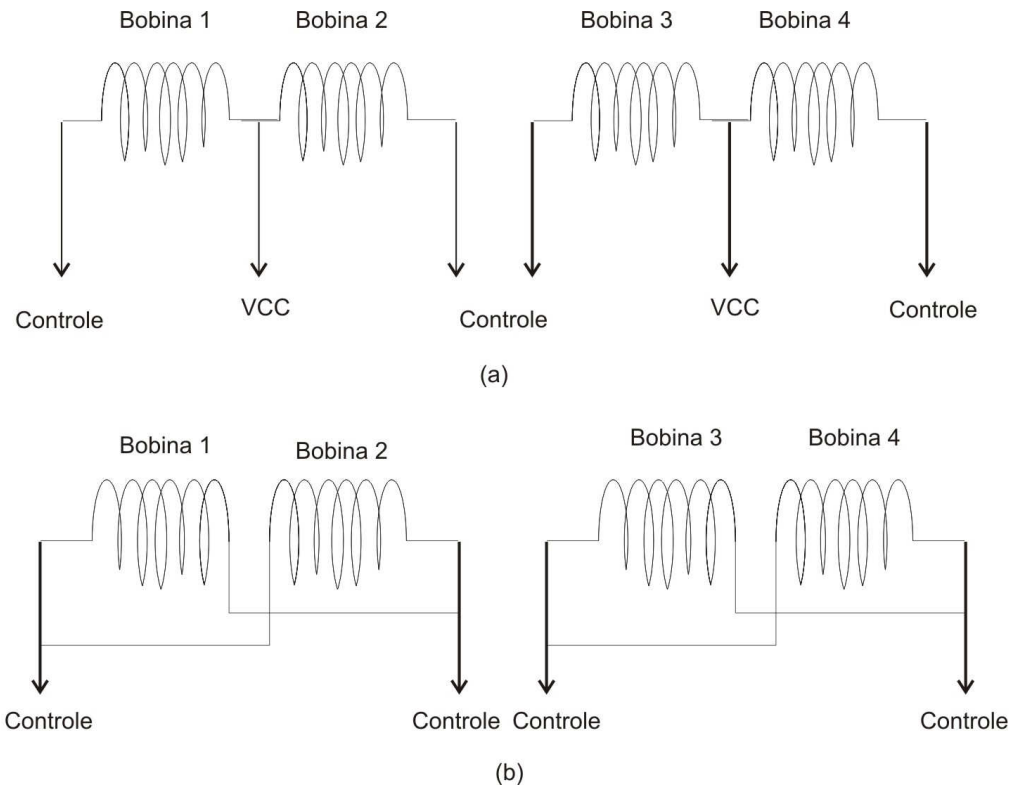 Bobina 1 Bobina 2 Bobina 3 Bobina 4
Controle VCC Controle VCC Controle
(a)
Bobina 1 Bobina 2 Bobina 3 Bobina 4
Controle Controle Controle Controle
(b)